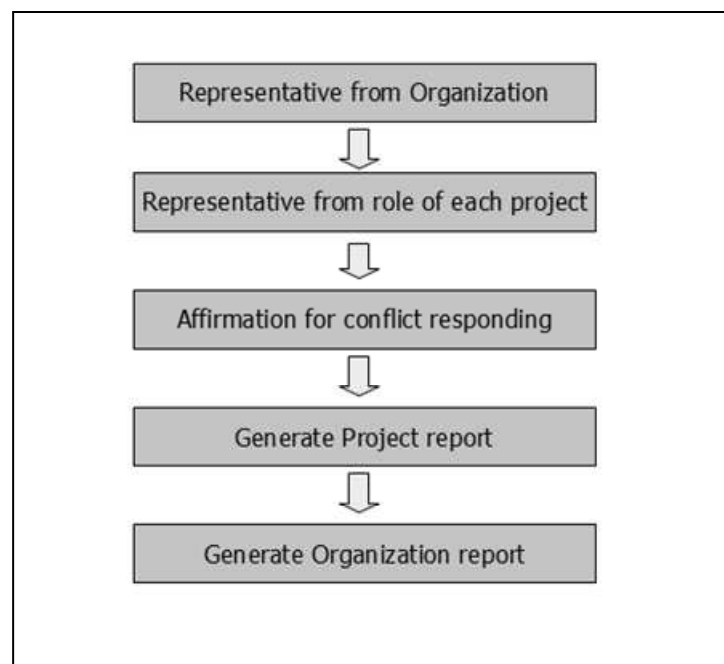 Representative from Organization
Representative from role of each project
Affirmation for conflict responding
Generate Project report
Generate Organization report